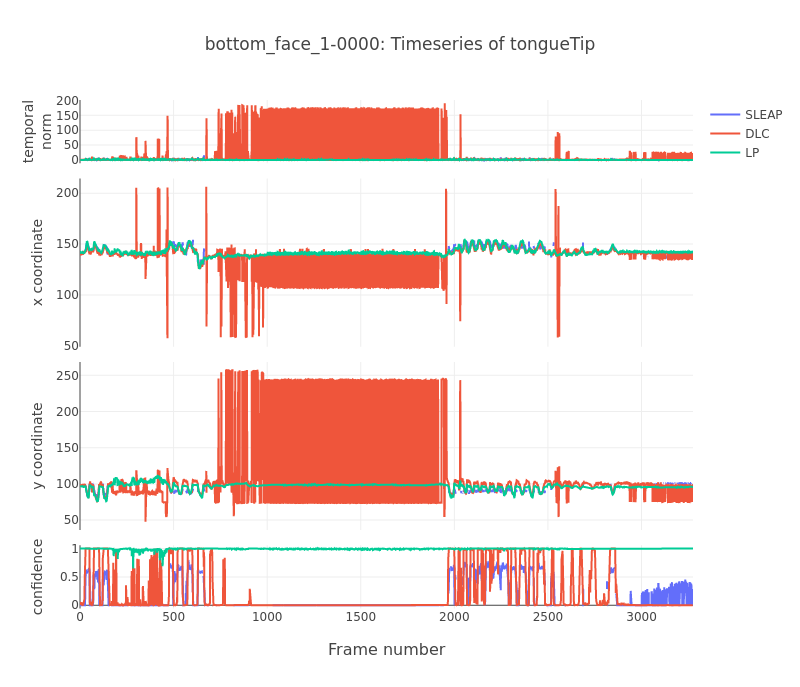 bottom_face_1-0000: Timeseries of tongueTip
SLEAP
DLC
LP
temporal
norm
200
150
100
50
0
x coordinate
200
150
100
50
y coordinate
250
200
150
100
50
confidence
1
0.5
0
0
500
1000
1500
2000
2500
3000
Frame number